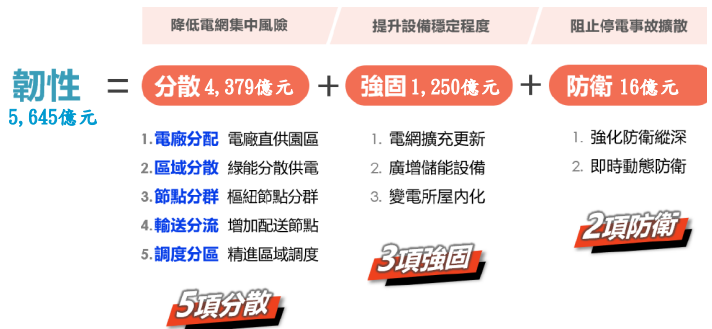 降低電網集中風險
提升設備穩定程度
阻止停電事故擴散
韌性
5,645億元
=
分散 4,379億元
+
強固 1,250億元
+
防衛 16億元
1.電廠分配 電廠直供園區
2.區域分散 綠能分散供電
3.節點分群 樞紐節點分群
4.輸送分流 增加配送節點
5.調度分區 精進區域調度
5項分散
1. 電網擴充更新
2. 廣增儲能設備
3. 變電所屋內化
3項強固
1. 強化防衛縱深
2. 即時動態防衛
2項防衛